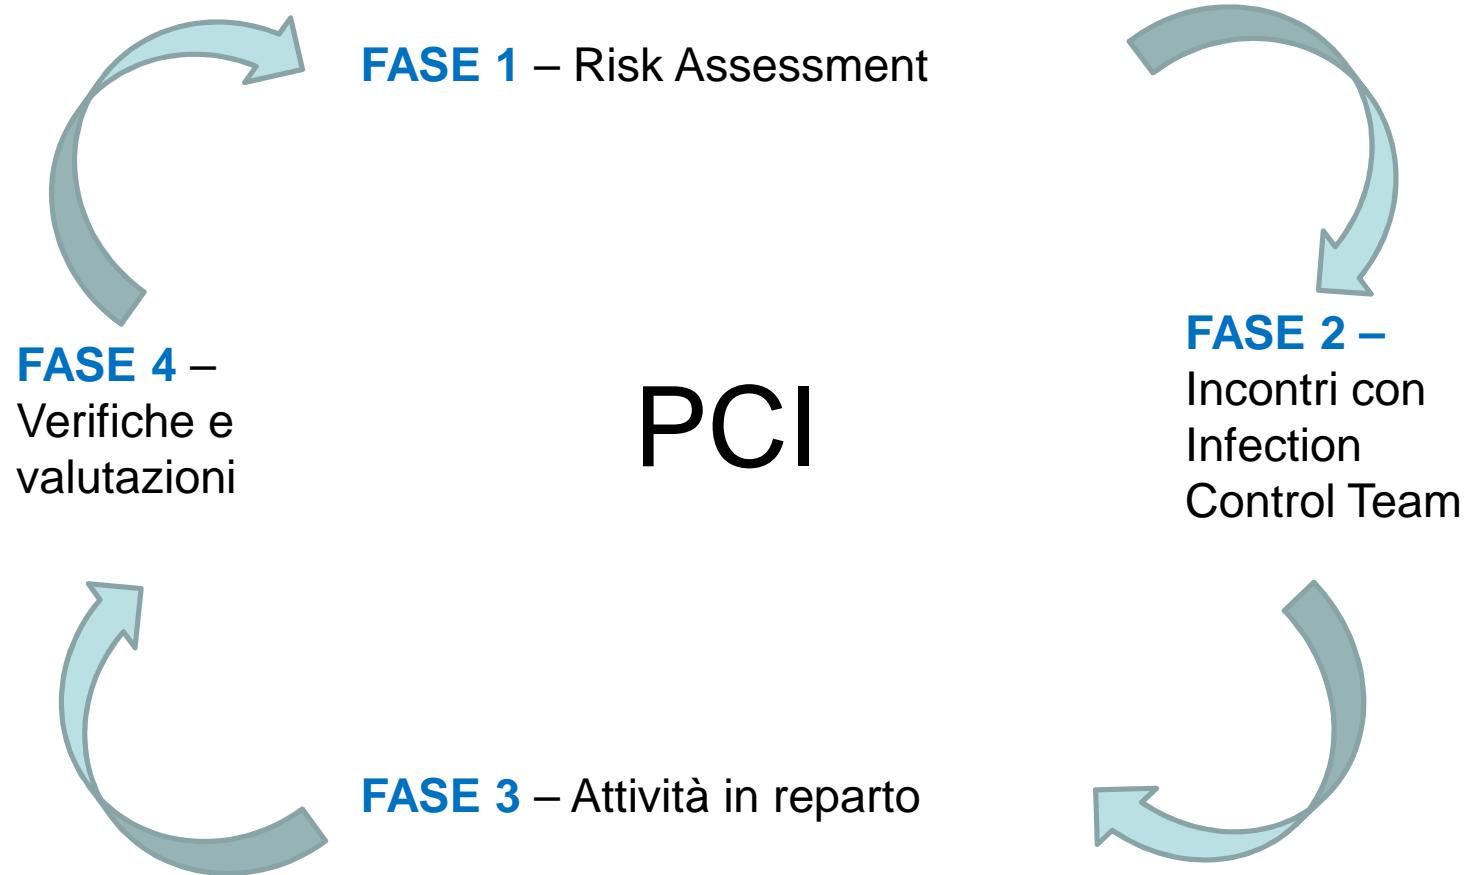 FASE 1 – Risk Assessment
FASE 2 –
Incontri con
Infection
Control Team
FASE 4 –
Verifiche e
valutazioni
PCI
FASE 3 – Attività in reparto